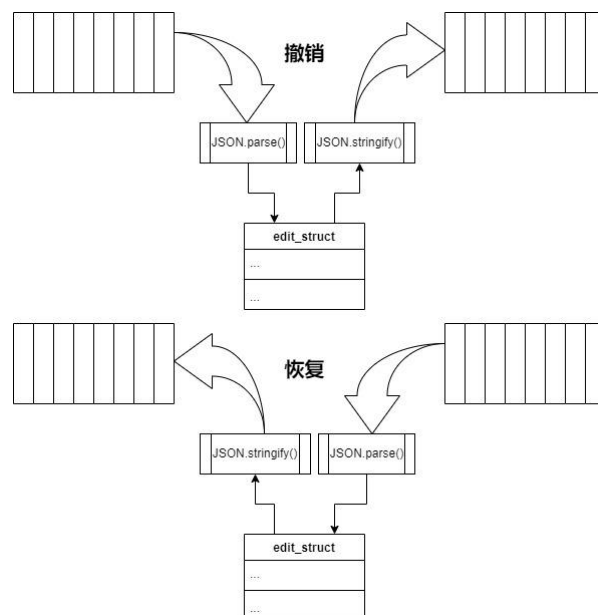 撤销
JSON.parse()
JSON.stringify()
edit_struct
...
...
恢复
JSON.stringify()
JSON.parse()
edit_struct
...
...